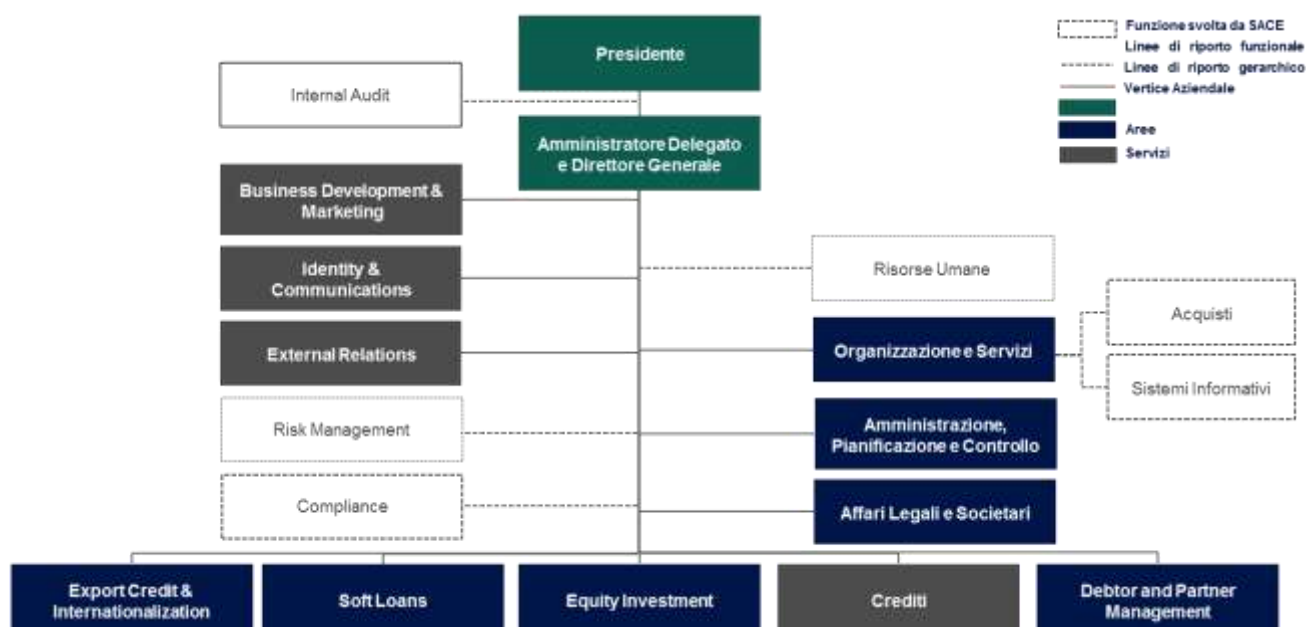 Presidente
Funzione svolta da SACE
Linee di riporto funzionale
Linee di riporto gerarchico
Vertice Aziendale
Aree
Servizi
Internal Audit
Amministratore Delegato
e Direttore Generale
Business Development &
Marketing
Identity &
Communications
Risorse Umane
Acquisti
External Relations
Organizzazione e Servizi
Sistemi Informativi
Risk Management
Amministrazione,
Pianificazione e Controllo
Compliance
Affari Legali e Societari
Export Credit &
Internationalization
Soft Loans
Equity Investment
Crediti
Debtor and Partner
Management